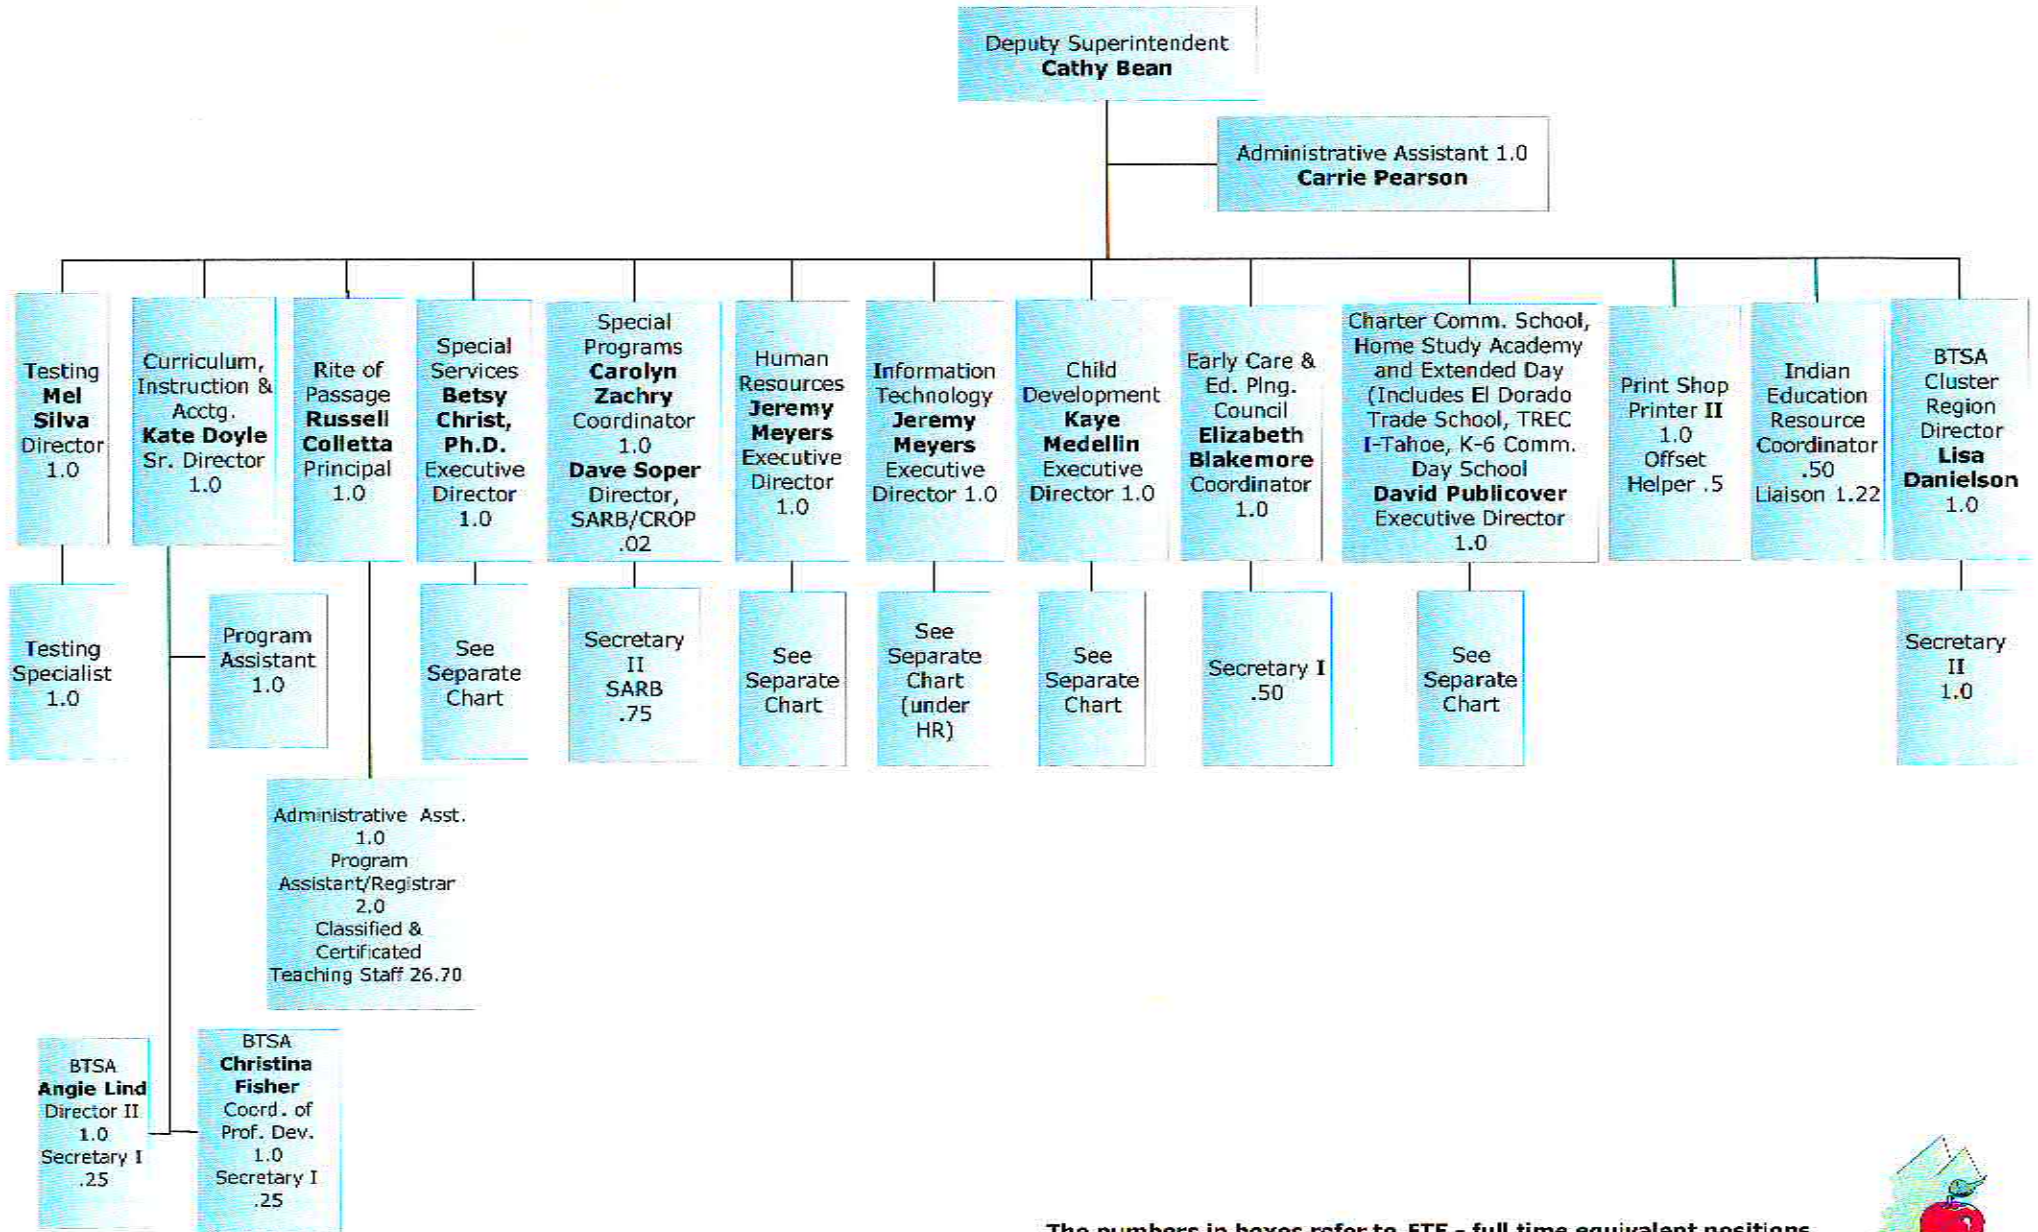 Deputy Superintendent
Cathy Bean
Administrative Assistant 1.0
Carrie Pearson
Testing
Mel
Silva
Director
1.0
Curriculum,
Instruction &
Acctg.
Kate Doyle
Sr. Director
1.0
Rite of
Passage
Russell
Colletta
Principal
1.0
Special
Services
Betsy
Christ,
Ph.D.
Executive
Director
1.0
Special
Programs
Carolyn
Zachry
Coordinator
1.0
Dave Soper
Director,
SARB/CROP
.02
Human
Resources
Jeremy
Meyers
Executive
Director
1.0
Information
Technology
Jeremy
Meyers
Executive
Director 1.0
Child
Development
Kaye
Medellin
Executive
Director 1.0
Early Care &
Ed. Plng.
Council
Elizabeth
Blakemore
Coordinator
1.0
Charter Comm. School,
Home Study Academy
and Extended Day
(Includes El Dorado
Trade School, TREC
I-Tahoe, K-6 Comm.
Day School
David Publicover
Executive Director
1.0
Print Shop
Printer II
1.0
Offset
Helper .5
Indian
Education
Resource
Coordinator
.50
Liaison 1.22
BTSA
Cluster
Region
Director
Lisa
Danielson
1.0
Testing
Specialist
1.0
Program
Assistant
1.0
See
Separate
Chart
Secretary
II
SARB
.75
See
Separate
Chart
See
Separate
Chart
(under
HR)
See
Separate
Chart
Secretary I
.50
See
Separate
Chart
Secretary
II
1.0
Administrative Asst.
1.0
Program
Assistant/Registrar
2.0
Classified &
Certificated
Teaching Staff 26.70
BTSA
Angie Lind
Director II
1.0
Secretary I
.25
BTSA
Christina
Fisher
Coord. of
Prof. Dev.
1.0
Secretary I
.25
The numbers in boxes refer to FTE - full time equivalent positions